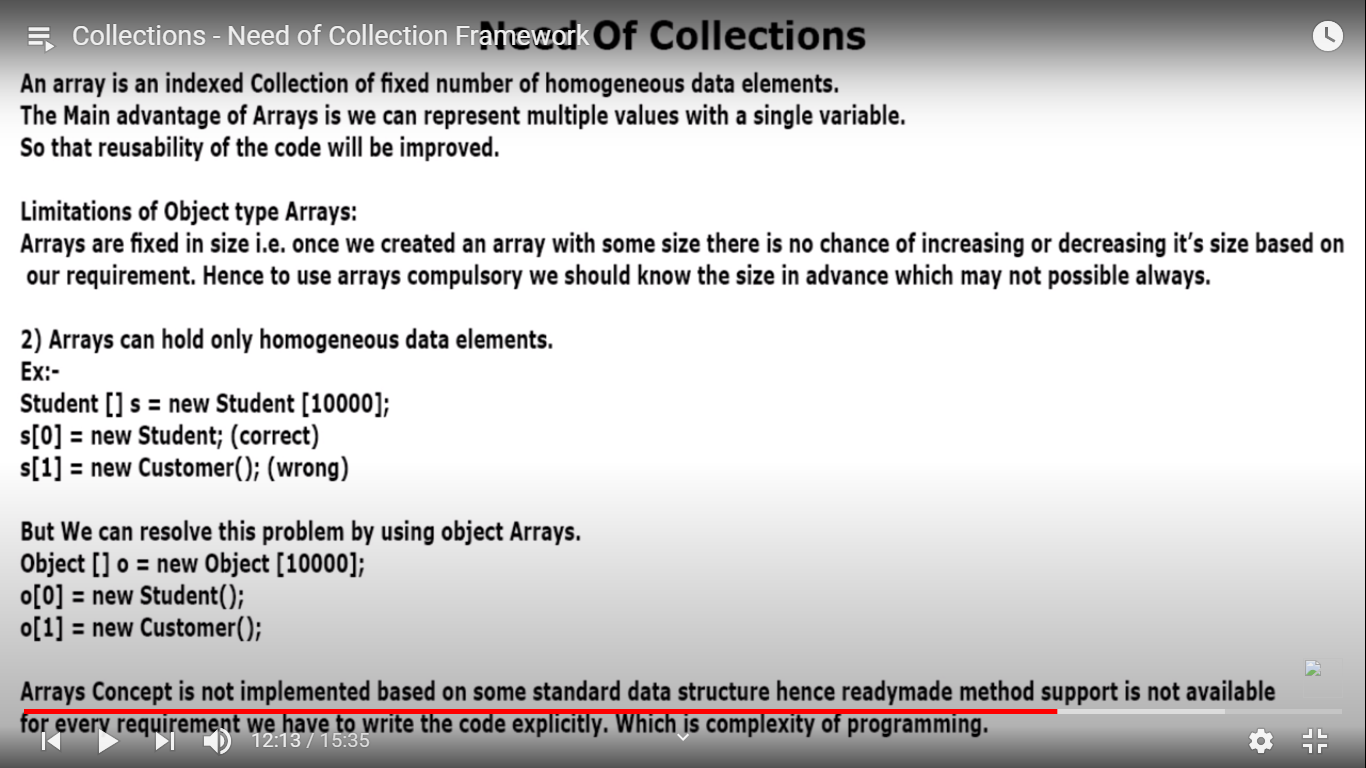 Collections - Need of Collection Framework
Need Of Collections
An array is an indexed Collection of fixed number of homogeneous data elements.
The Main advantage of Arrays is we can represent multiple values with a single variable.
So that reusability of the code will be improved.
Limitations of Object type Arrays:
Arrays are fixed in size i.e. once we created an array with some size there is no chance of increasing or decreasing it’s size based on
our requirement. Hence to use arrays compulsory we should know the size in advance which may not possible always.
2) Arrays can hold only homogeneous data elements.
Ex:-
Student [] s = new Student [10000];
s[0] = new Student; (correct)
s[1] = new Customer(); (wrong)
But We can resolve this problem by using object Arrays.
Object [] o = new Object [10000];
o[0] = new Student();
o[1] = new Customer();
Arrays Concept is not implemented based on some standard data structure hence readymade method support is not available
for every requirement we have to write the code explicitly. Which is complexity of programming.
12:13 / 15:35